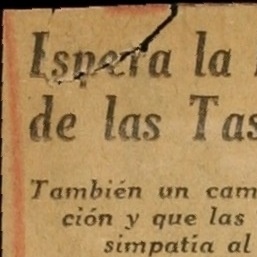 Espera la
de las Tas
También un cam
ción y que las
simpatía al